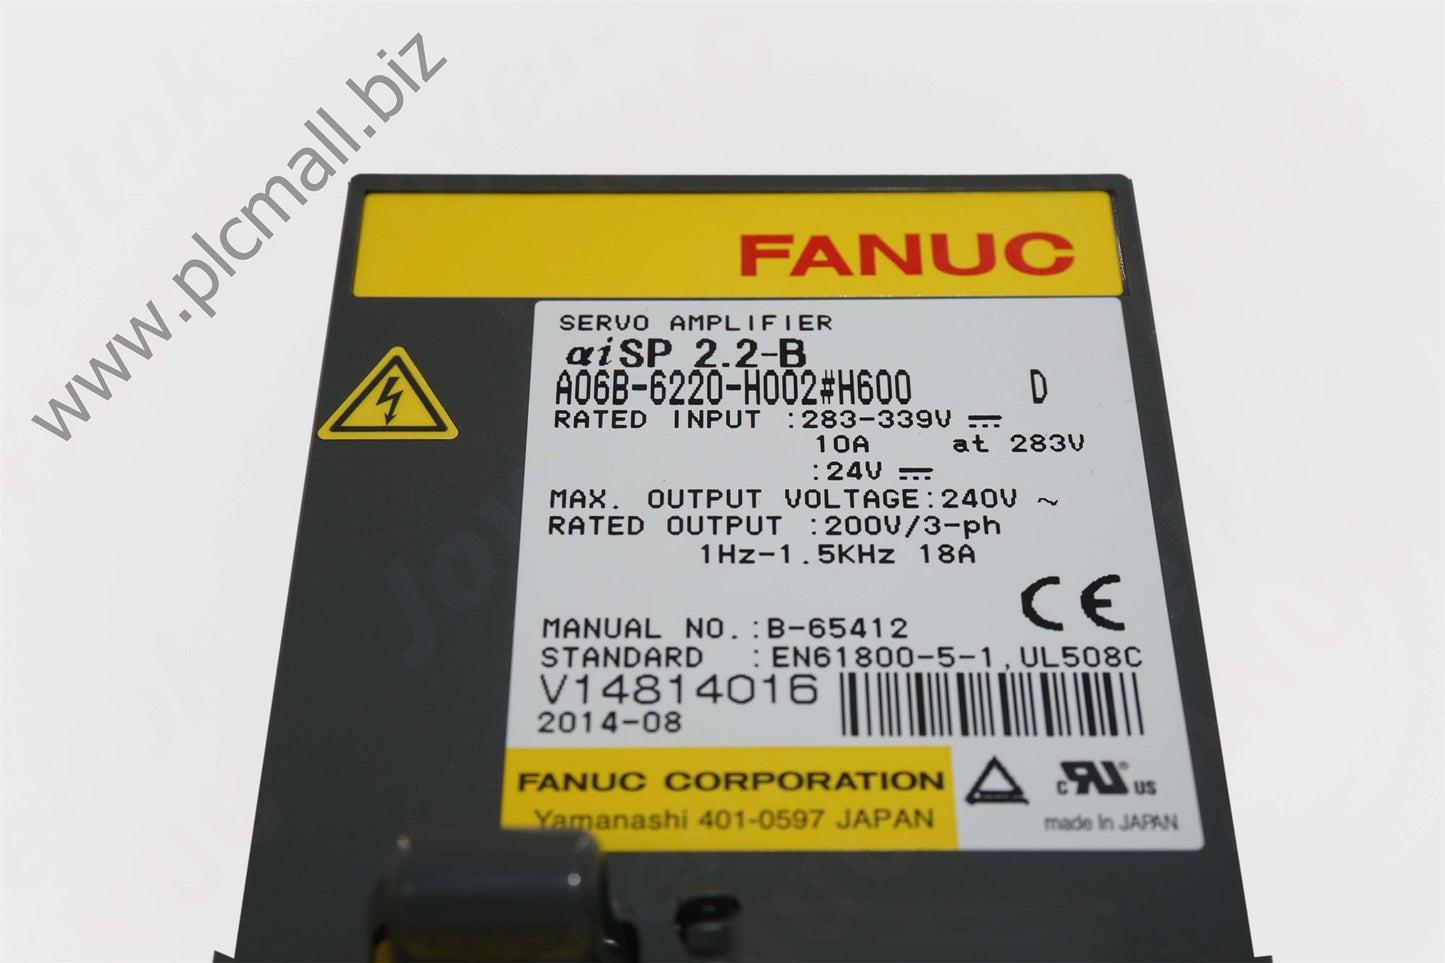 www.plcmall.biz
FANUC
SERVO AMPLIFIER
αiSP 2.2-B
A06B-6220-H002#H600 D
RATED INPUT :283-339V ⎓
10A at 283V
:24V ⎓
MAX. OUTPUT VOLTAGE:240V ~
RATED OUTPUT :200V/3-ph
1Hz-1.5KHz 18A
CE
MANUAL NO.:B-65412
STANDARD :EN61800-5-1,UL508C
V14814016
2014-08
FANUC CORPORATION
Yamanashi 401-0597 JAPAN
c RU ® US
made In JAPAN